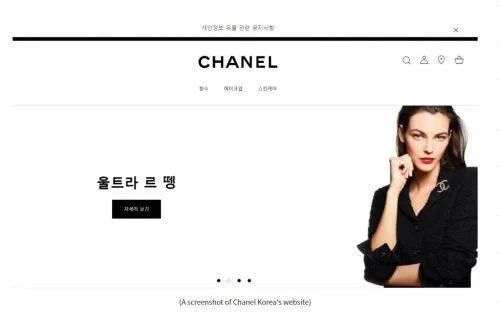 개인정보 유출 관련 공지사항
CHANEL
향수 메이크업 스킨케어
울트라 르 뗑
자세히 보기
(A screenshot of Chanel Korea's website)